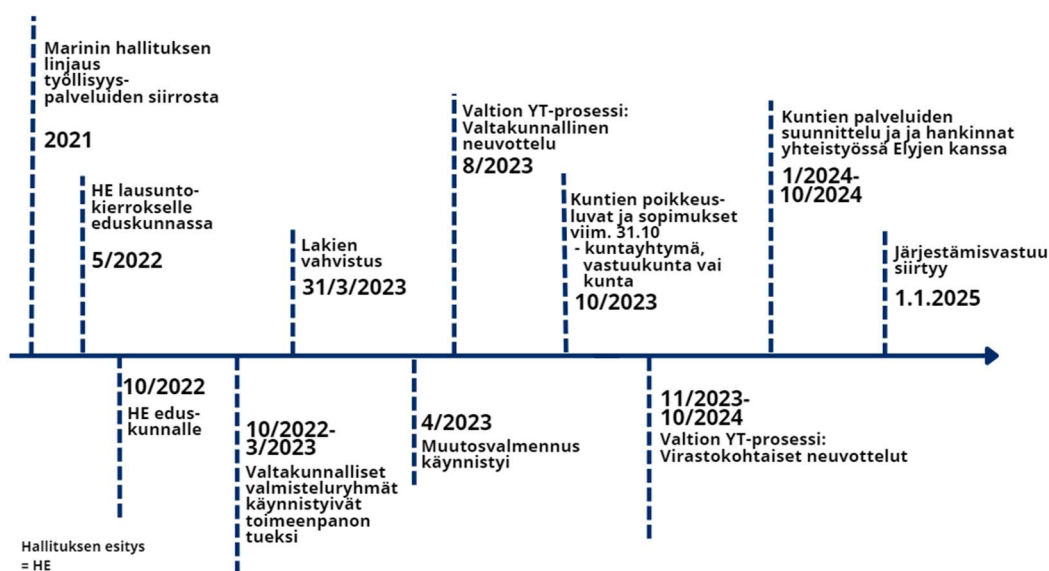 Marinin hallituksen
linjaus
työllisyys-
palveluiden siirrosta
2021
HE lausunto-
kierrokselle
eduskunnassa
5/2022
10/2022
HE edus-
kunnalle
10/2022-
3/2023
Valtakunnalliset
valmisteluryhmät
käynnistyivät
toimeenpanon
tueksi
Lakien
vahvistus
31/3/2023
4/2023
Muutosvalmennus
käynnistyi
Valtion YT-prosessi:
Valtakunnallinen
neuvottelu
8/2023
Kuntien poikkeus-
luvat ja sopimukset
viim. 31.10
- kuntayhtymä,
vastuukunta vai
kunta
10/2023
11/2023-
10/2024
Valtion YT-prosessi:
Virastokohtaiset neuvottelut
Kuntien palveluiden
suunnittelu ja ja hankinnat
yhteistyössä Elyjen kanssa
1/2024-
10/2024
Järjestämisvastuu
siirtyy
1.1.2025
Hallituksen esitys
= HE